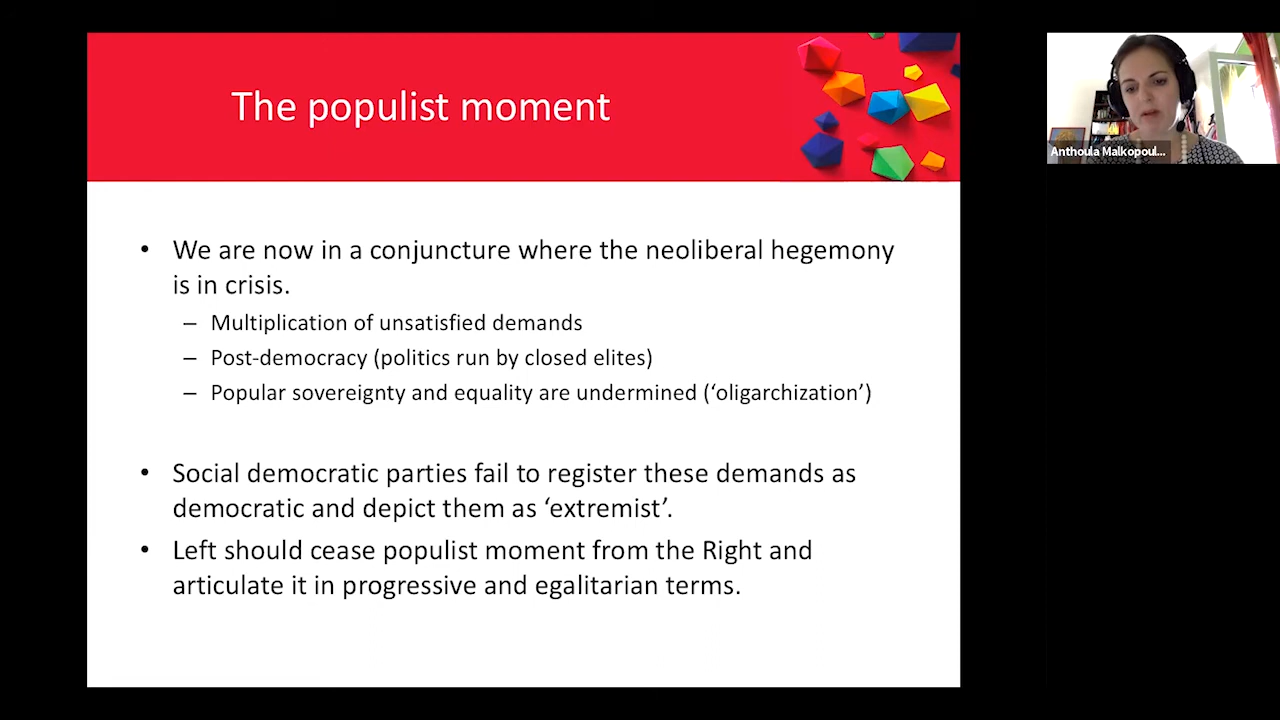 The populist moment
Anthoula Malkopoul...
• We are now in a conjuncture where the neoliberal hegemony
is in crisis.
– Multiplication of unsatisfied demands
– Post-democracy (politics run by closed elites)
– Popular sovereignty and equality are undermined (‘oligarchization’)
• Social democratic parties fail to register these demands as
democratic and depict them as ‘extremist’.
• Left should cease populist moment from the Right and
articulate it in progressive and egalitarian terms.